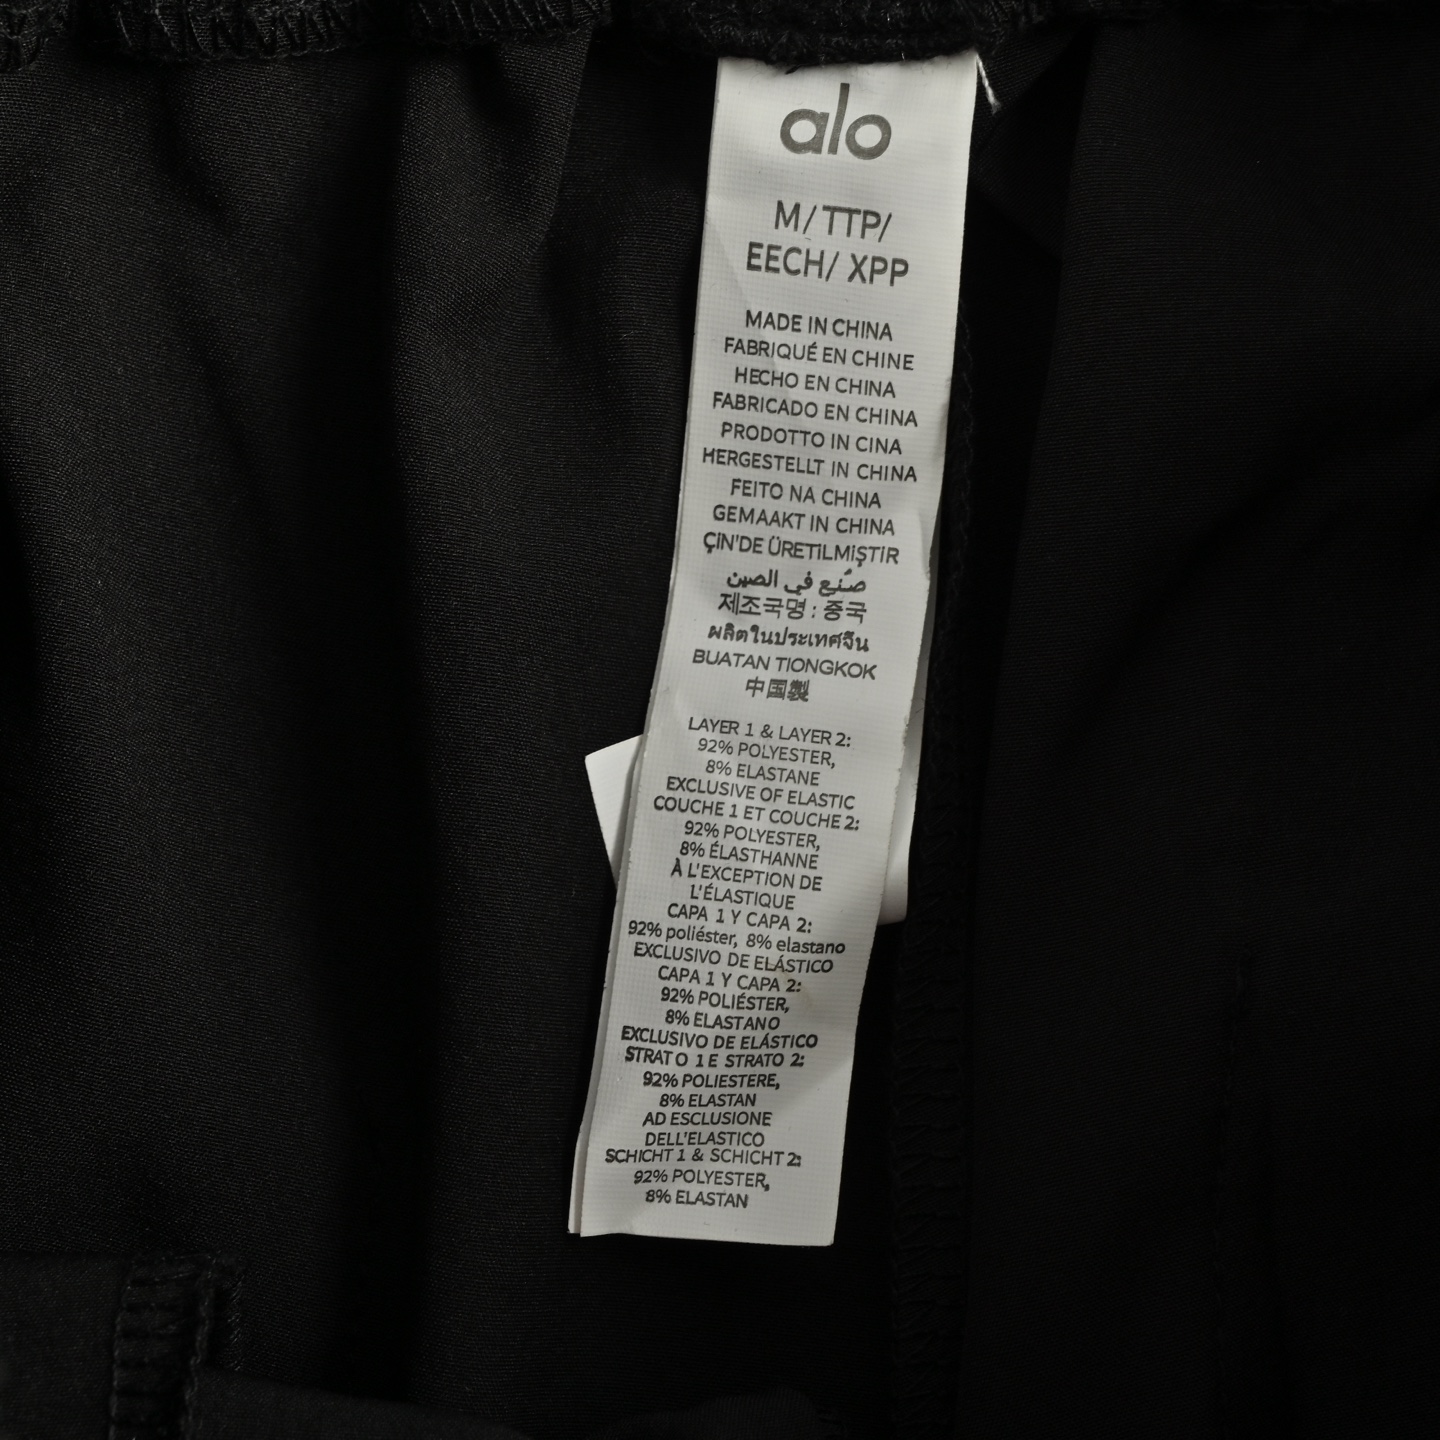 alo
M/ TTP/
EECH/ XPP
MADE IN CHINA
FABRIQUÉ EN CHINE
HECHO EN CHINA
FABRICADO EN CHINA
PRODOTTO IN CINA
HERGESTELLT IN CHINA
FEITO NA CHINA
GEMAAKT IN CHINA
ÇİN'DE ÜRETİLMİŞTİR
صُنع في الصين
제조국명 : 중국
ผลิตในประเทศจีน
BUATAN TIONGKOK
中国製
LAYER 1 & LAYER 2:
92% POLYESTER,
8% ELASTANE
EXCLUSIVE OF ELASTIC
COUCHE 1 ET COUCHE 2:
92% POLYESTER,
8% ÉLASTHANNE
À L'EXCEPTION DE
L'ÉLASTIQUE
CAPA 1 Y CAPA 2:
92% poliéster, 8% elastano
EXCLUSIVO DE ELÁSTICO
CAPA 1 Y CAPA 2:
92% POLIÉSTER,
8% ELASTANO
EXCLUSIVO DE ELÁSTICO
STRATO 1 E STRATO 2:
92% POLIESTERE,
8% ELASTAN
AD ESCLUSIONE
DELL'ELASTICO
SCHICHT 1 & SCHICHT 2:
92% POLYESTER,
8% ELASTAN